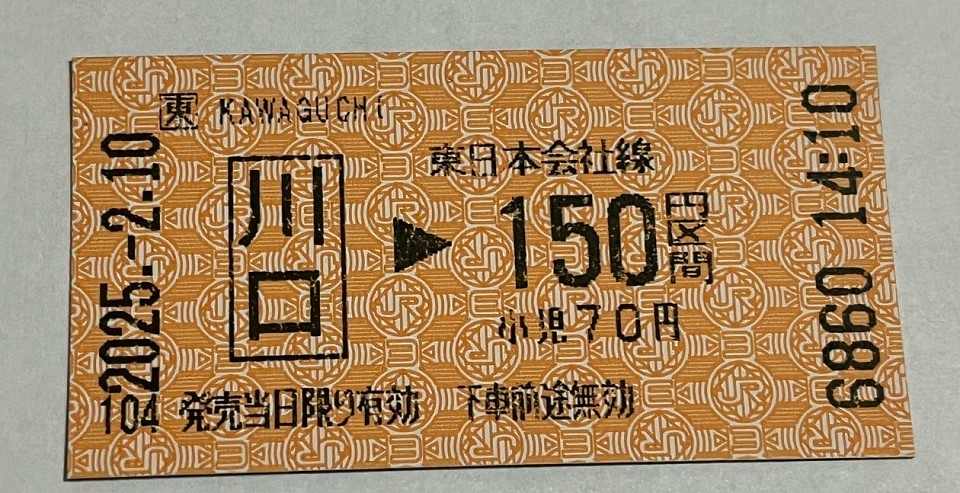 東 KAWAGUCHI
川口
▶
東日本会社線
150円区間
小児70円
発売当日限り有効 下車前途無効
2025.-2.10
104
6860 14:10